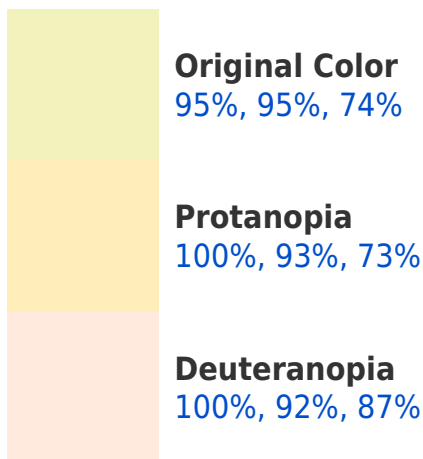 Original Color
95%, 95%, 74%
Protanopia
100%, 93%, 73%
Deuteranopia
100%, 92%, 87%